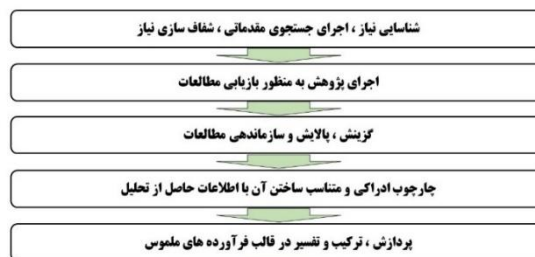 شناسایی نیاز ، اجرای جستجوی مقدماتی ، شفاف سازی نیاز
اجرای پژوهش به منظور بازیابی مطالعات
گزینش ، پالایش و سازماندهی مطالعات
چارچوب ادراکی و متناسب ساختن آن با اطلاعات حاصل از تحلیل
پردازش ، ترکیب و تفسیر در قالب فرآورده های ملموس